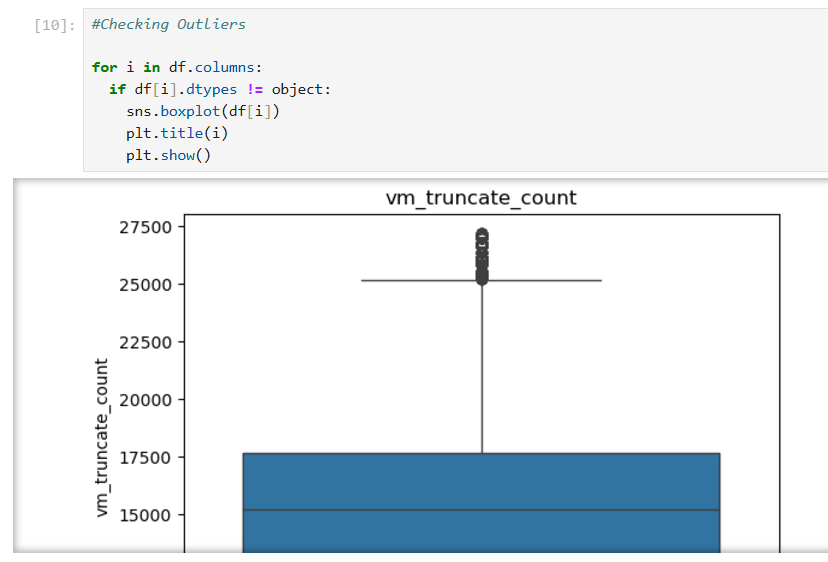 [10]: #Checking Outliers
for i in df.columns:
  if df[i].dtypes != object:
    sns.boxplot(df[i])
    plt.title(i)
    plt.show()
vm_truncate_count
27500
25000
22500
20000
17500
15000
vm_truncate_count